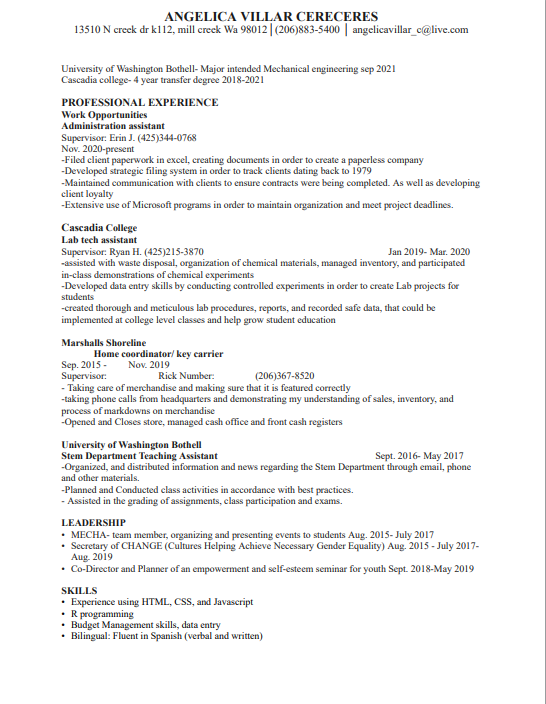 ANGELICA VILLAR CERECERES
13510 N creek dr k112, mill creek Wa 98012 | (206)883-5400 | angelicavillar_c@live.com
University of Washington Bothell- Major intended Mechanical engineering sep 2021
Cascadia college- 4 year transfer degree 2018-2021
PROFESSIONAL EXPERIENCE
Work Opportunities
Administration assistant
Supervisor: Erin J. (425)344-0768
Nov. 2020-present
-Filed client paperwork in excel, creating documents in order to create a paperless company
-Developed strategic filing system in order to track clients dating back to 1979
-Maintained communication with clients to ensure contracts were being completed. As well as developing
client loyalty
-Extensive use of Microsoft programs in order to maintain organization and meet project deadlines.
Cascadia College
Lab tech assistant
Supervisor: Ryan H. (425)215-3870 Jan 2019- Mar. 2020
-assisted with waste disposal, organization of chemical materials, managed inventory, and participated
in-class demonstrations of chemical experiments
-Developed data entry skills by conducting controlled experiments in order to create Lab projects for
students
-created thorough and meticulous lab procedures, reports, and recorded safe data, that could be
implemented at college level classes and help grow student education
Marshalls Shoreline
Home coordinator/ key carrier
Sep. 2015 - Nov. 2019
Supervisor: Rick Number: (206)367-8520
- Taking care of merchandise and making sure that it is featured correctly
-taking phone calls from headquarters and demonstrating my understanding of sales, inventory, and
process of markdowns on merchandise
-Opened and Closes store, managed cash office and front cash registers
University of Washington Bothell
Stem Department Teaching Assistant Sept. 2016- May 2017
-Organized, and distributed information and news regarding the Stem Department through email, phone
and other materials.
-Planned and Conducted class activities in accordance with best practices.
- Assisted in the grading of assignments, class participation and exams.
LEADERSHIP
• MECHA- team member, organizing and presenting events to students Aug. 2015- July 2017
• Secretary of CHANGE (Cultures Helping Achieve Necessary Gender Equality) Aug. 2015 - July 2017-
Aug. 2019
• Co-Director and Planner of an empowerment and self-esteem seminar for youth Sept. 2018-May 2019
SKILLS
• Experience using HTML, CSS, and Javascript
• R programming
• Budget Management skills, data entry
• Bilingual: Fluent in Spanish (verbal and written)